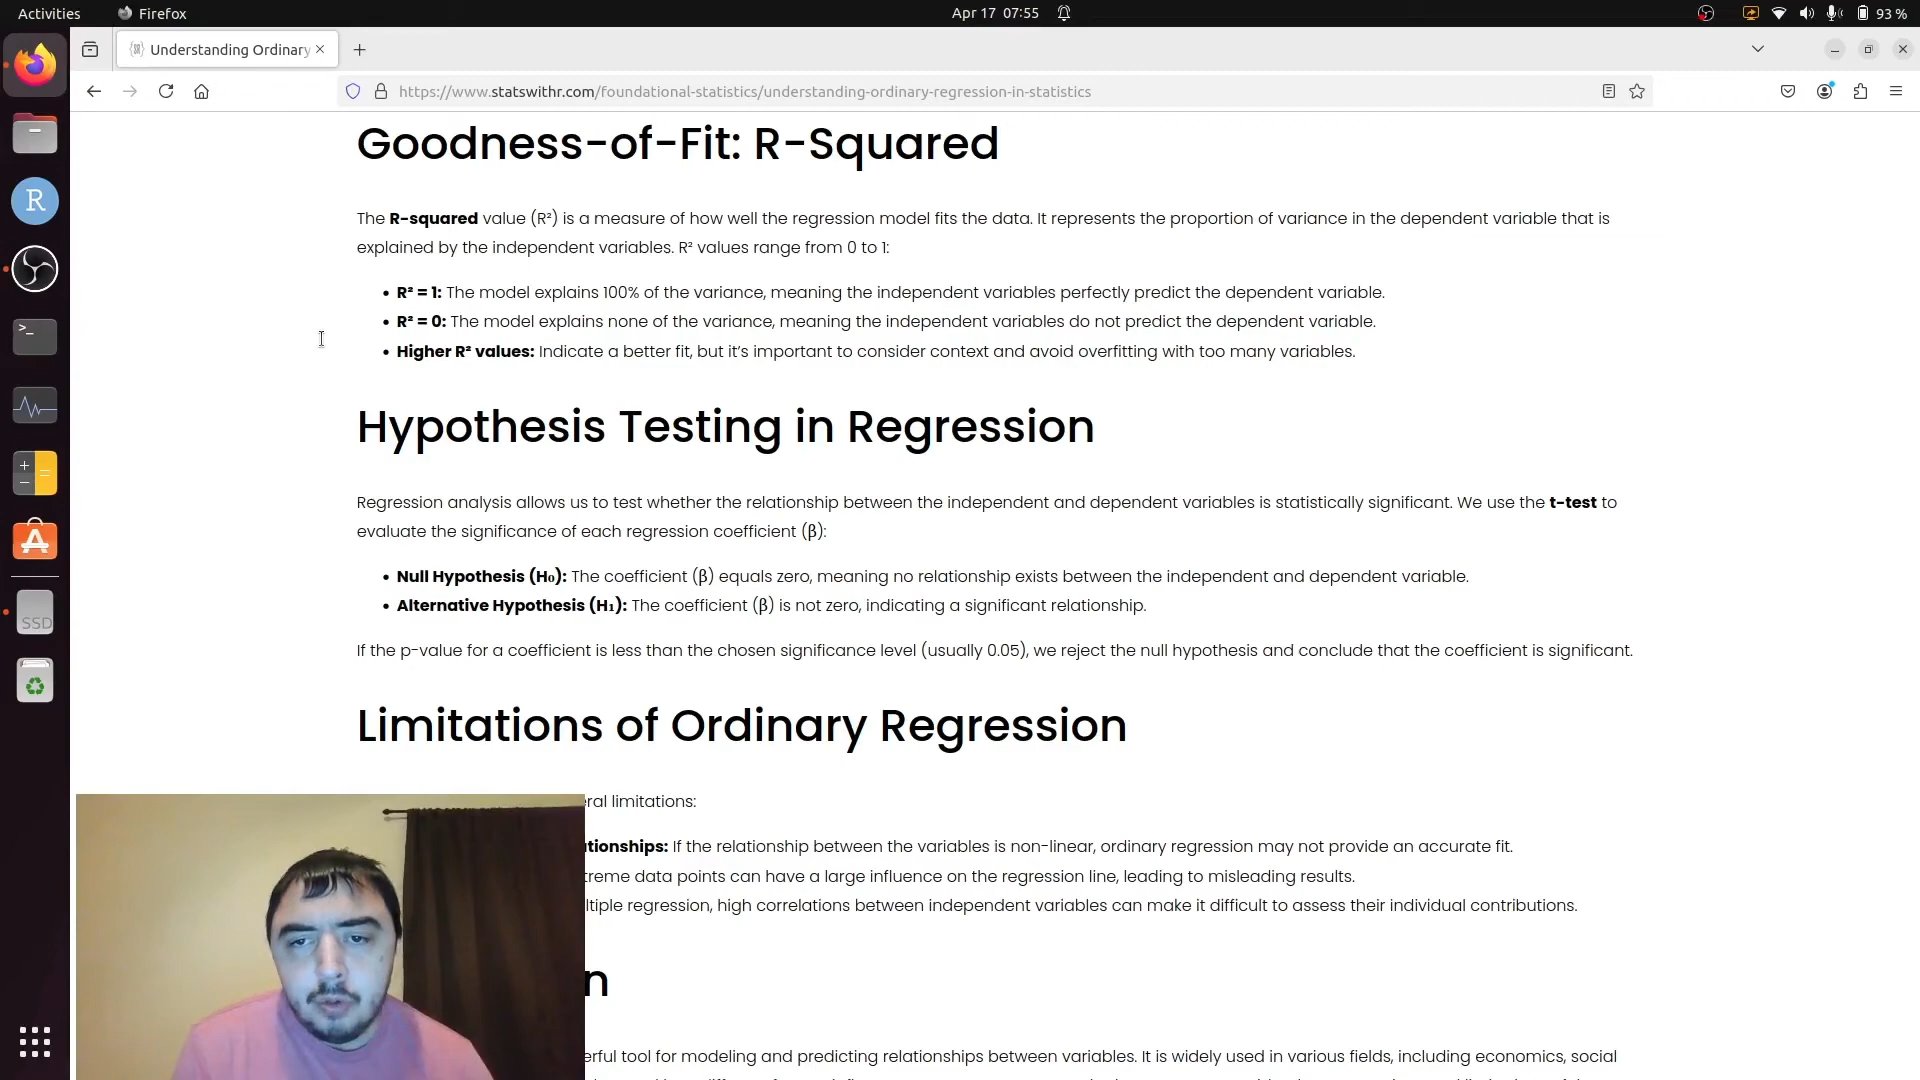 Activities
Firefox
Apr 17 07:55
93 %
Understanding Ordinary
https://www.statswithr.com/foundational-statistics/understanding-ordinary-regression-in-statistics
Goodness-of-Fit: R-Squared
The R-squared value (R²) is a measure of how well the regression model fits the data. It represents the proportion of variance in the dependent variable that is
explained by the independent variables. R² values range from 0 to 1:
• R² = 1: The model explains 100% of the variance, meaning the independent variables perfectly predict the dependent variable.
• R² = 0: The model explains none of the variance, meaning the independent variables do not predict the dependent variable.
• Higher R² values: Indicate a better fit, but it’s important to consider context and avoid overfitting with too many variables.
Hypothesis Testing in Regression
Regression analysis allows us to test whether the relationship between the independent and dependent variables is statistically significant. We use the t-test to
evaluate the significance of each regression coefficient (β):
• Null Hypothesis (H₀): The coefficient (β) equals zero, meaning no relationship exists between the independent and dependent variable.
• Alternative Hypothesis (H₁): The coefficient (β) is not zero, indicating a significant relationship.
If the p-value for a coefficient is less than the chosen significance level (usually 0.05), we reject the null hypothesis and conclude that the coefficient is significant.
Limitations of Ordinary Regression
eral limitations:
tionships: If the relationship between the variables is non-linear, ordinary regression may not provide an accurate fit.
treme data points can have a large influence on the regression line, leading to misleading results.
ltiple regression, high correlations between independent variables can make it difficult to assess their individual contributions.
n
erful tool for modeling and predicting relationships between variables. It is widely used in various fields, including economics, social
R
SSD